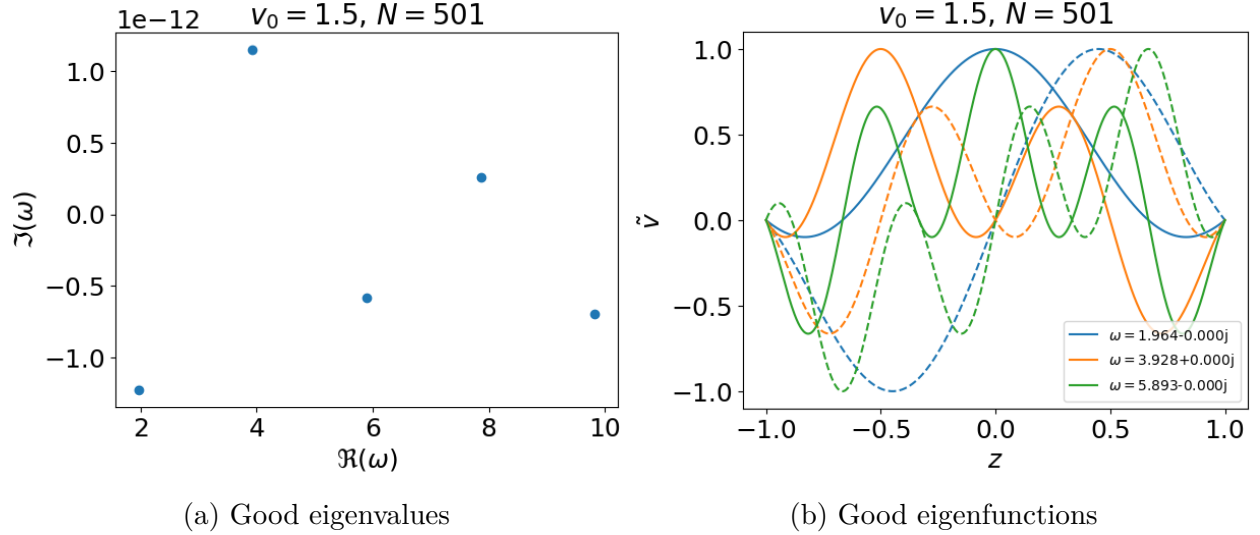 1e−12
v₀ = 1.5, N = 501
1.0
0.5
0.0
−0.5
−1.0
ℑ(ω)
2 4 6 8 10
ℜ(ω)
(a) Good eigenvalues
v₀ = 1.5, N = 501
1.0
0.5
0.0
−0.5
−1.0
ṽ
ω = 1.964-0.000j
ω = 3.928+0.000j
ω = 5.893-0.000j
−1.0 −0.5 0.0 0.5 1.0
z
(b) Good eigenfunctions